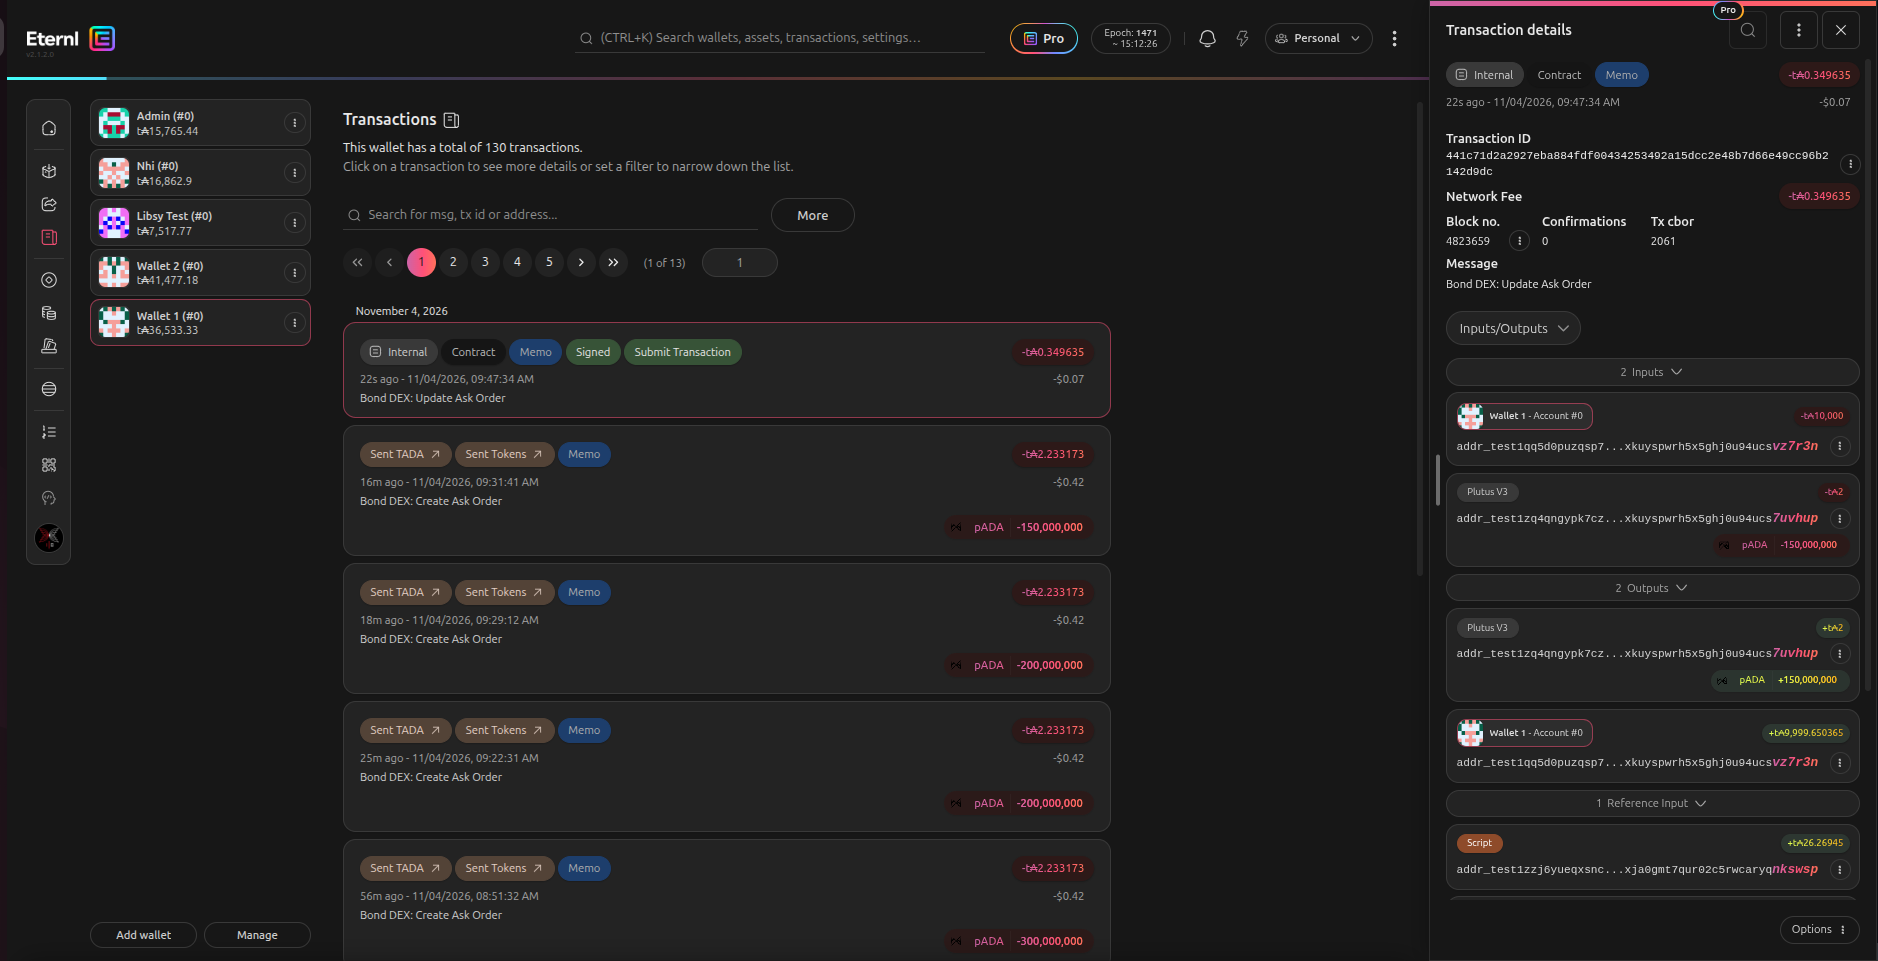 Eternl
v2.1.2.0
(CTRL+K) Search wallets, assets, transactions, settings...
Pro
Epoch: 1471
~ 15:12:26
Personal
Admin (#0)
t₳15,765.44
Nhi (#0)
t₳16,862.9
Libsy Test (#0)
t₳7,517.77
Wallet 2 (#0)
t₳41,477.18
Wallet 1 (#0)
t₳36,533.33
Add wallet
Manage
Transactions
This wallet has a total of 130 transactions.
Click on a transaction to see more details or set a filter to narrow down the list.
Search for msg, tx id or address...
More
1 2 3 4 5 (1 of 13) 1
November 4, 2026
Internal Contract Memo Signed Submit Transaction -t₳0.349635
22s ago - 11/04/2026, 09:47:34 AM -$0.07
Bond DEX: Update Ask Order
Sent TADA Sent Tokens Memo -t₳2.233173
16m ago - 11/04/2026, 09:31:41 AM -$0.42
Bond DEX: Create Ask Order
pADA -150,000,000
Sent TADA Sent Tokens Memo -t₳2.233173
18m ago - 11/04/2026, 09:29:12 AM -$0.42
Bond DEX: Create Ask Order
pADA -200,000,000
Sent TADA Sent Tokens Memo -t₳2.233173
25m ago - 11/04/2026, 09:22:31 AM -$0.42
Bond DEX: Create Ask Order
pADA -200,000,000
Sent TADA Sent Tokens Memo -t₳2.233173
56m ago - 11/04/2026, 08:51:32 AM -$0.42
Bond DEX: Create Ask Order
pADA -300,000,000
Transaction details
Pro
Internal Contract Memo -t₳0.349635
22s ago - 11/04/2026, 09:47:34 AM -$0.07
Transaction ID
441c71d2a2927eba884fdf00434253492a15dcc2e48b7d66e49cc96b2
142d9dc
Network Fee -t₳0.349635
Block no. Confirmations Tx cbor
4823659 0 2061
Message
Bond DEX: Update Ask Order
Inputs/Outputs
2 Inputs
Wallet 1 - Account #0 -t₳10,000
addr_test1qq5d0puzqsp7...xkuyspwrh5x5ghj0u94ucsvz7r3n
Plutus V3 -t₳2
addr_test1zq4qngypk7cz...xkuyspwrh5x5ghj0u94ucs7uvhup
pADA -150,000,000
2 Outputs
Plutus V3 +t₳2
addr_test1zq4qngypk7cz...xkuyspwrh5x5ghj0u94ucs7uvhup
pADA +150,000,000
Wallet 1 - Account #0 +t₳9,999.650365
addr_test1qq5d0puzqsp7...xkuyspwrh5x5ghj0u94ucsvz7r3n
1 Reference Input
Script +t₳26.26945
addr_test1zzj6yueqxsnc...xja0gmt7qur02c5rwcaryqnkswsp
Options